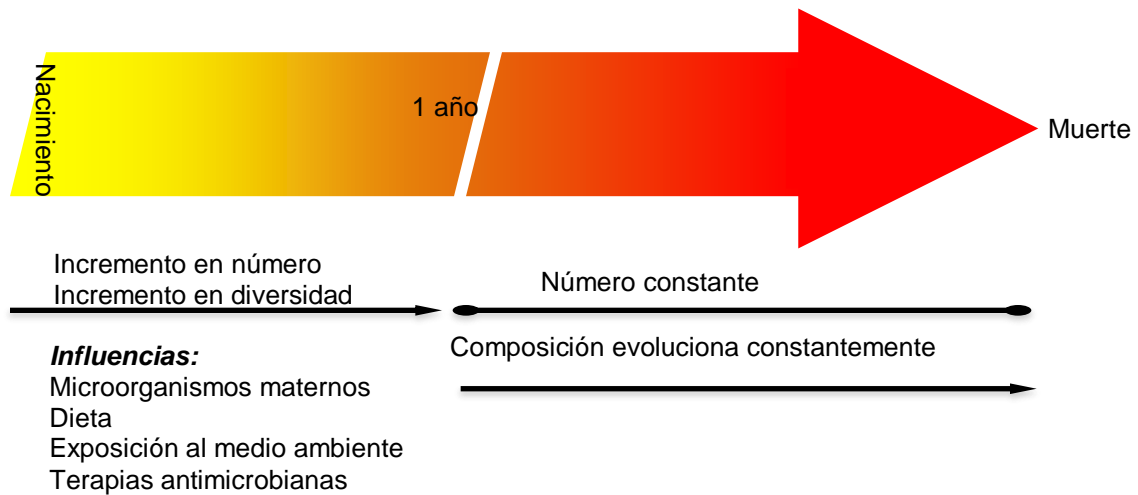 Nacimiento
1 año
Muerte
Incremento en número
Incremento en diversidad
Número constante
Influencias:
Microorganismos maternos
Dieta
Exposición al medio ambiente
Terapias antimicrobianas
Composición evoluciona constantemente